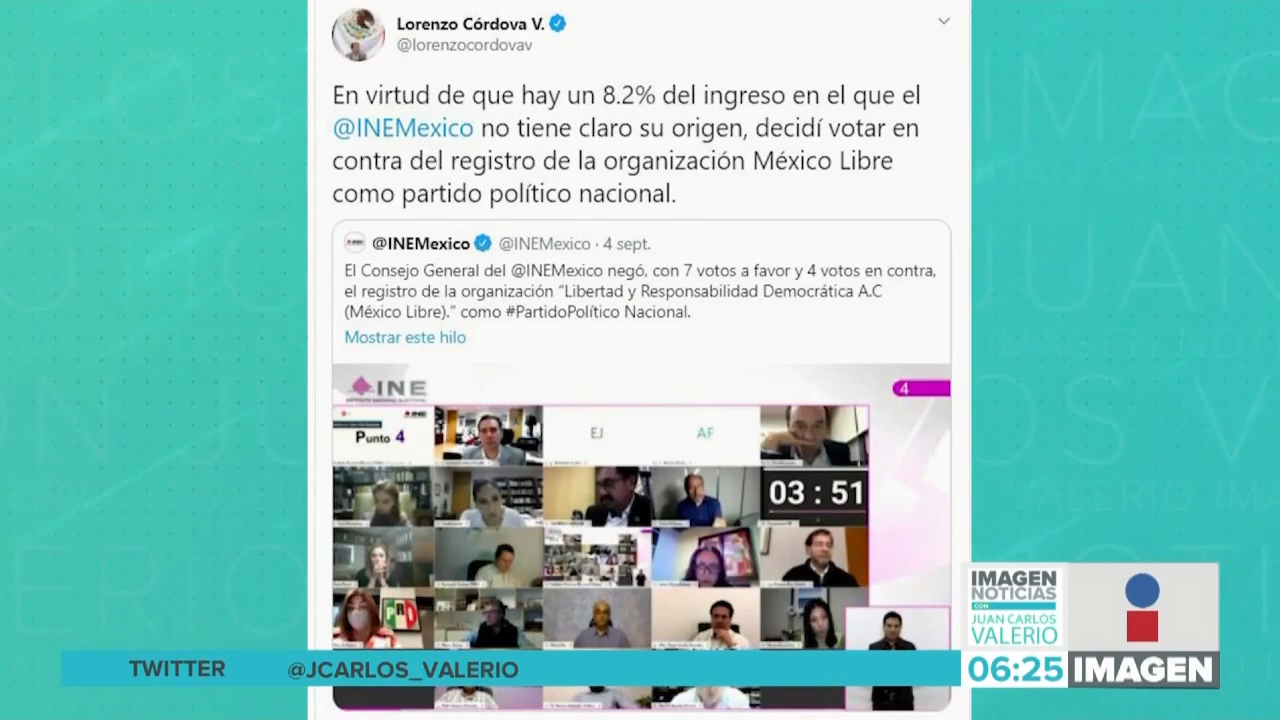 Lorenzo Córdova V.
@lorenzocordovav
En virtud de que hay un 8.2% del ingreso en el que el
@INEMexico no tiene claro su origen, decidí votar en
contra del registro de la organización México Libre
como partido político nacional.
@INEMexico @INEMexico · 4 sept.
El Consejo General del @INEMexico negó, con 7 votos a favor y 4 votos en contra,
el registro de la organización “Libertad y Responsabilidad Democrática A.C
(México Libre).” como #PartidoPolítico Nacional.
Mostrar este hilo
INE
4
Punto 4
EJ
AF
03 : 51
PRD
IMAGEN
NOTICIAS
CON
JUAN CARLOS
VALERIO
TWITTER @JCARLOS_VALERIO
06:25 IMAGEN